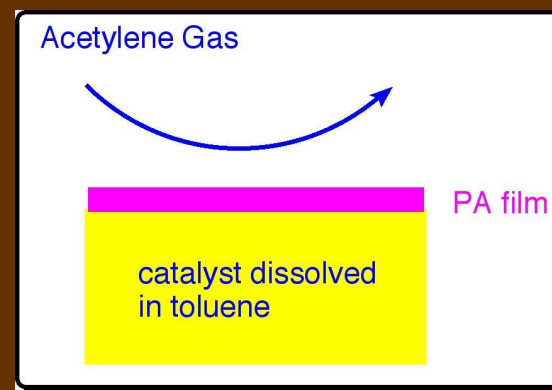 Acetylene Gas
PA film
catalyst dissolved
in toluene